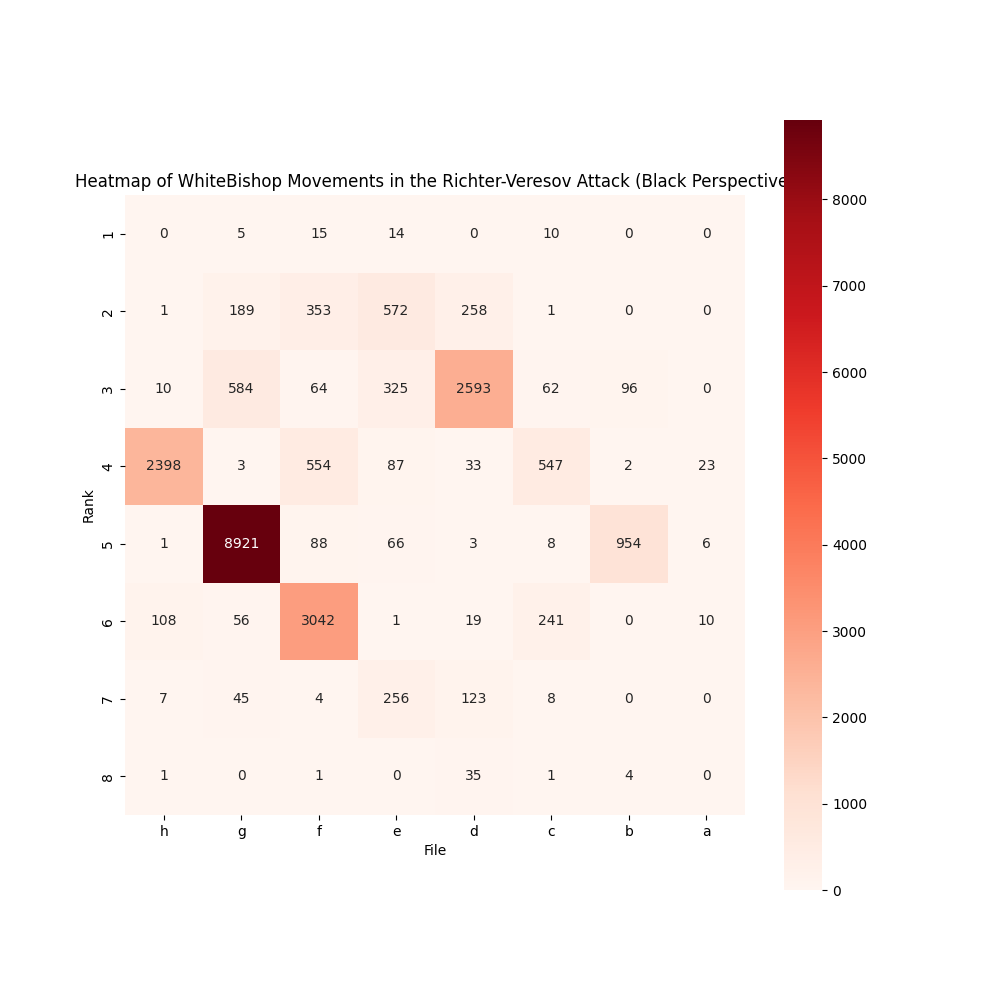 Heatmap of WhiteBishop Movements in the Richter-Veresov Attack (Black Perspective
8000
1 0 5 15 14 0 10 0 0
7000
2 1 189 353 572 258 1 0 0
6000
3 10 584 64 325 2593 62 96 0
5000
4 2398 3 554 87 33 547 2 23
Rank
4000
5 1 8921 88 66 3 8 954 6
3000
6 108 56 3042 1 19 241 0 10
2000
7 7 45 4 256 123 8 0 0
1000
8 1 0 1 0 35 1 4 0
h g f e d c b a
File
0